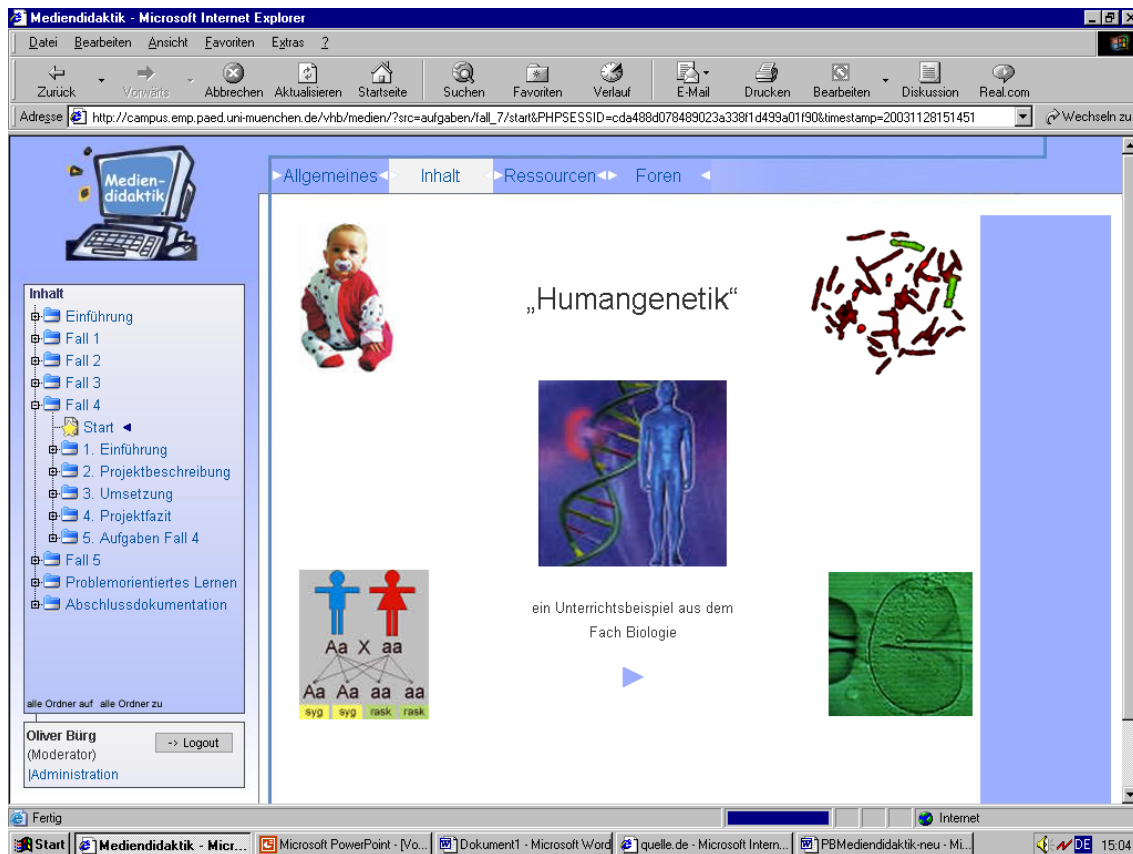 Mediendidaktik - Microsoft Internet Explorer
Datei Bearbeiten Ansicht Favoriten Extras ?
Zurück Vorwärts Abbrechen Aktualisieren Startseite Suchen Favoriten Verlauf E-Mail Drucken Bearbeiten Diskussion Real.com
Adresse http://campus.emp.paed.uni-muenchen.de/vhb/medien/?src=aufgaben/fall_7/start&PHPSESSID=cda488d078489023a338f1d499a01f90&timestamp=20031128151451 Wechseln zu
Medien-
didaktik
Allgemeines Inhalt Ressourcen Foren
Inhalt
Einführung
Fall 1
Fall 2
Fall 3
Fall 4
Start
1. Einführung
2. Projektbeschreibung
3. Umsetzung
4. Projektfazit
5. Aufgaben Fall 4
Fall 5
Problemorientiertes Lernen
Abschlussdokumentation
alle Ordner auf alle Ordner zu
Oliver Bürg
(Moderator)
-> Logout
|Administration
„Humangenetik“
Aa X aa
Aa Aa aa aa
syg syg rask rask
ein Unterrichtsbeispiel aus dem
Fach Biologie
Fertig Internet
Start Mediendidaktik - Micr... Microsoft PowerPoint - [Vo... Dokument1 - Microsoft Word quelle.de - Microsoft Intern... PBMediendidaktik-neu - Mi... DE 15:04